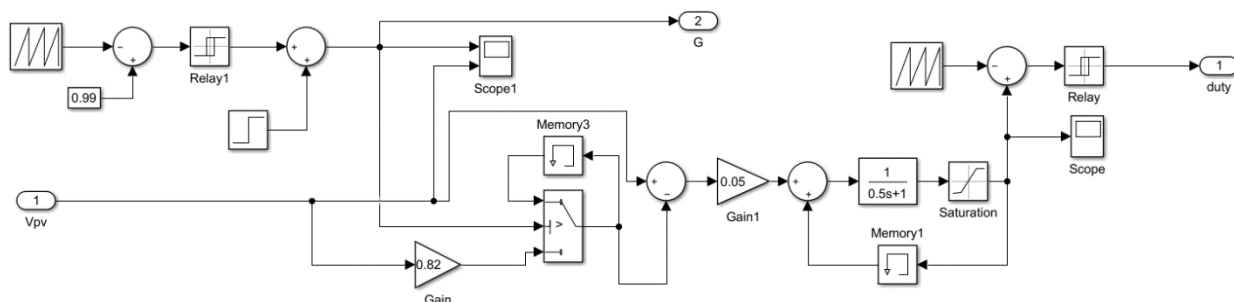 2
G
Relay1
0.99
Scope1
Relay
1
duty
Scope
Memory3
1
Vpv
0.82
Gain
>
0.05
Gain1
1
0.5s+1
Saturation
Memory1